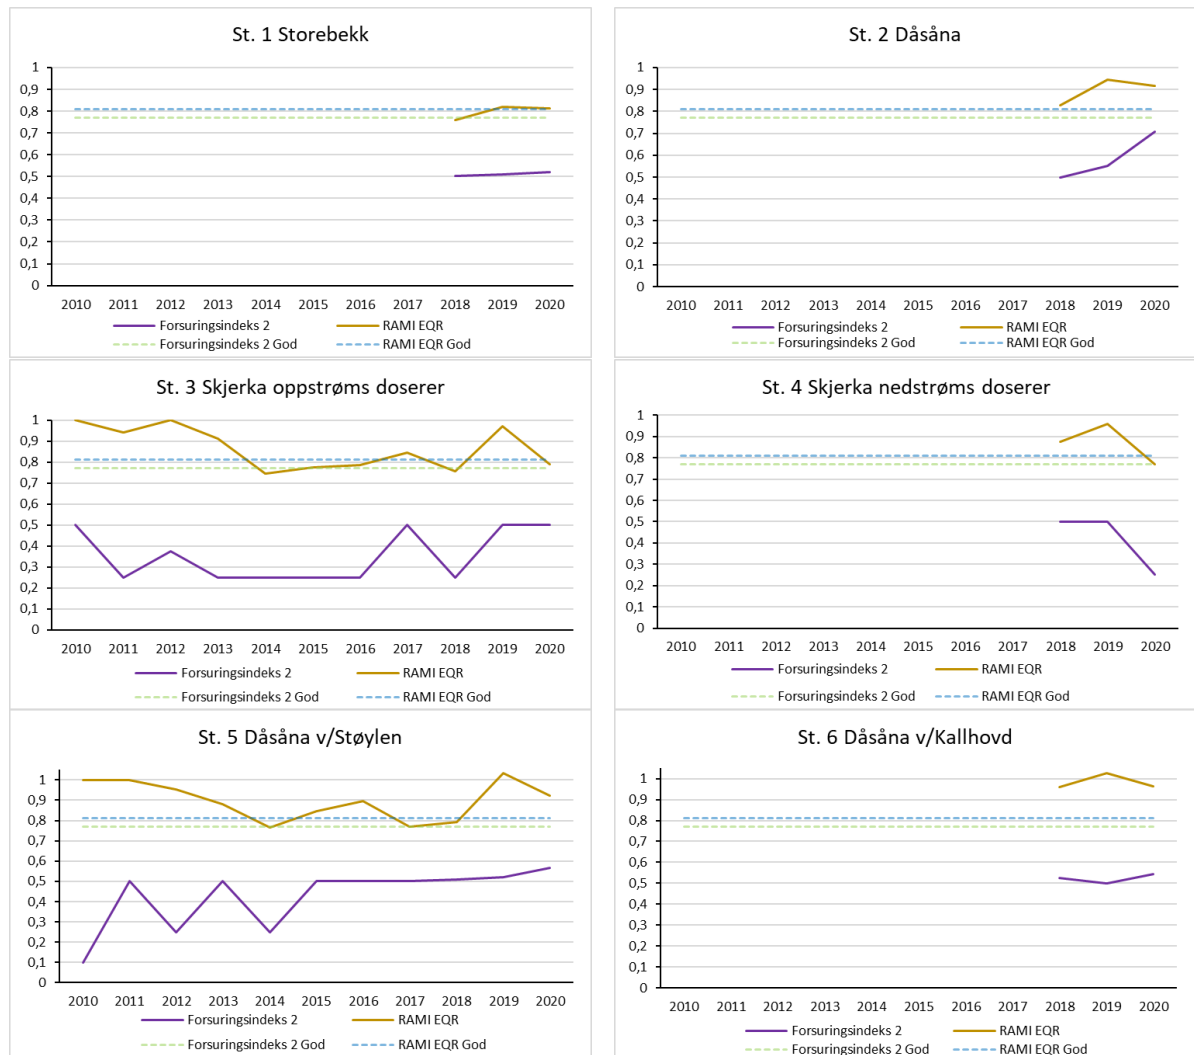 St. 1 Storebekk
1
0,9
0,8
0,7
0,6
0,5
0,4
0,3
0,2
0,1
0
2010 2011 2012 2013 2014 2015 2016 2017 2018 2019 2020
Forsuringsindeks 2 RAMI EQR
Forsuringsindeks 2 God RAMI EQR God
St. 2 Dåsåna
1
0,9
0,8
0,7
0,6
0,5
0,4
0,3
0,2
0,1
0
2010 2011 2012 2013 2014 2015 2016 2017 2018 2019 2020
Forsuringsindeks 2 RAMI EQR
Forsuringsindeks 2 God RAMI EQR God
St. 3 Skjerka oppstrøms doserer
1
0,9
0,8
0,7
0,6
0,5
0,4
0,3
0,2
0,1
0
2010 2011 2012 2013 2014 2015 2016 2017 2018 2019 2020
Forsuringsindeks 2 RAMI EQR
Forsuringsindeks 2 God RAMI EQR God
St. 4 Skjerka nedstrøms doserer
1
0,9
0,8
0,7
0,6
0,5
0,4
0,3
0,2
0,1
0
2010 2011 2012 2013 2014 2015 2016 2017 2018 2019 2020
Forsuringsindeks 2 RAMI EQR
Forsuringsindeks 2 God RAMI EQR God
St. 5 Dåsåna v/Støylen
1
0,9
0,8
0,7
0,6
0,5
0,4
0,3
0,2
0,1
0
2010 2011 2012 2013 2014 2015 2016 2017 2018 2019 2020
Forsuringsindeks 2 RAMI EQR
Forsuringsindeks 2 God RAMI EQR God
St. 6 Dåsåna v/Kallhovd
1
0,9
0,8
0,7
0,6
0,5
0,4
0,3
0,2
0,1
0
2010 2011 2012 2013 2014 2015 2016 2017 2018 2019 2020
Forsuringsindeks 2 RAMI EQR
Forsuringsindeks 2 God RAMI EQR God